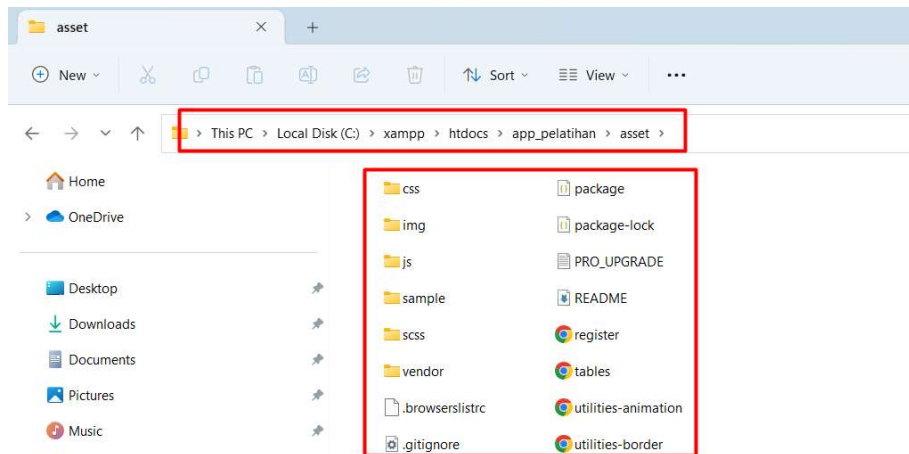 asset
New
Sort
View
This PC > Local Disk (C:) > xampp > htdocs > app_pelatihan > asset >
Home
OneDrive
Desktop
Downloads
Documents
Pictures
Music
css
img
js
sample
scss
vendor
.browserslistrc
.gitignore
package
package-lock
PRO_UPGRADE
README
register
tables
utilities-animation
utilities-border